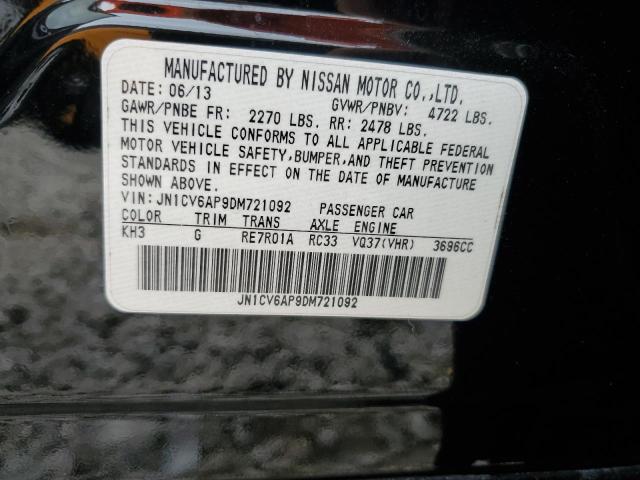 MANUFACTURED BY NISSAN MOTOR CO.,LTD.
DATE: 06/13 GVWR/PNBV: 4722 LBS.
GAWR/PNBE FR: 2270 LBS. RR: 2478 LBS.
THIS VEHICLE CONFORMS TO ALL APPLICABLE FEDERAL
MOTOR VEHICLE SAFETY,BUMPER,AND THEFT PREVENTION
STANDARDS IN EFFECT ON THE DATE OF MANUFACTURE
SHOWN ABOVE.
VIN: JN1CV6AP9DM721092 PASSENGER CAR
COLOR TRIM TRANS AXLE ENGINE
KH3 G RE7R01A RC33 VQ37(VHR) 3696CC
JN1CV6AP9DM721092